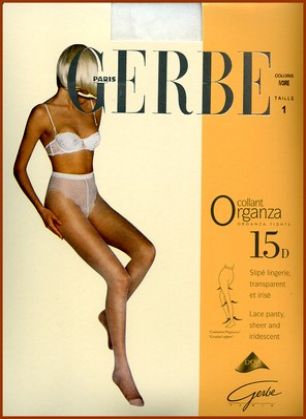 GERBE
PARIS
COLORIS
IVOIRE
TAILLE
1
collant
Organza
ORGANZA TIGHTS
15D
Slipé lingerie,
transparent
et irisé
Lace panty,
sheer and
iridescent
Gerbe
PARIS